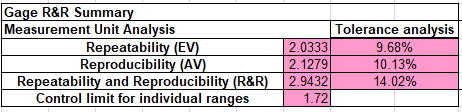 Gage R&R Summary
Measurement Unit Analysis Tolerance analysis
Repeatability (EV) 2.0333 9.68%
Reproducibility (AV) 2.1279 10.13%
Repeatability and Reproducibility (R&R) 2.9432 14.02%
Control limit for individual ranges 1.72